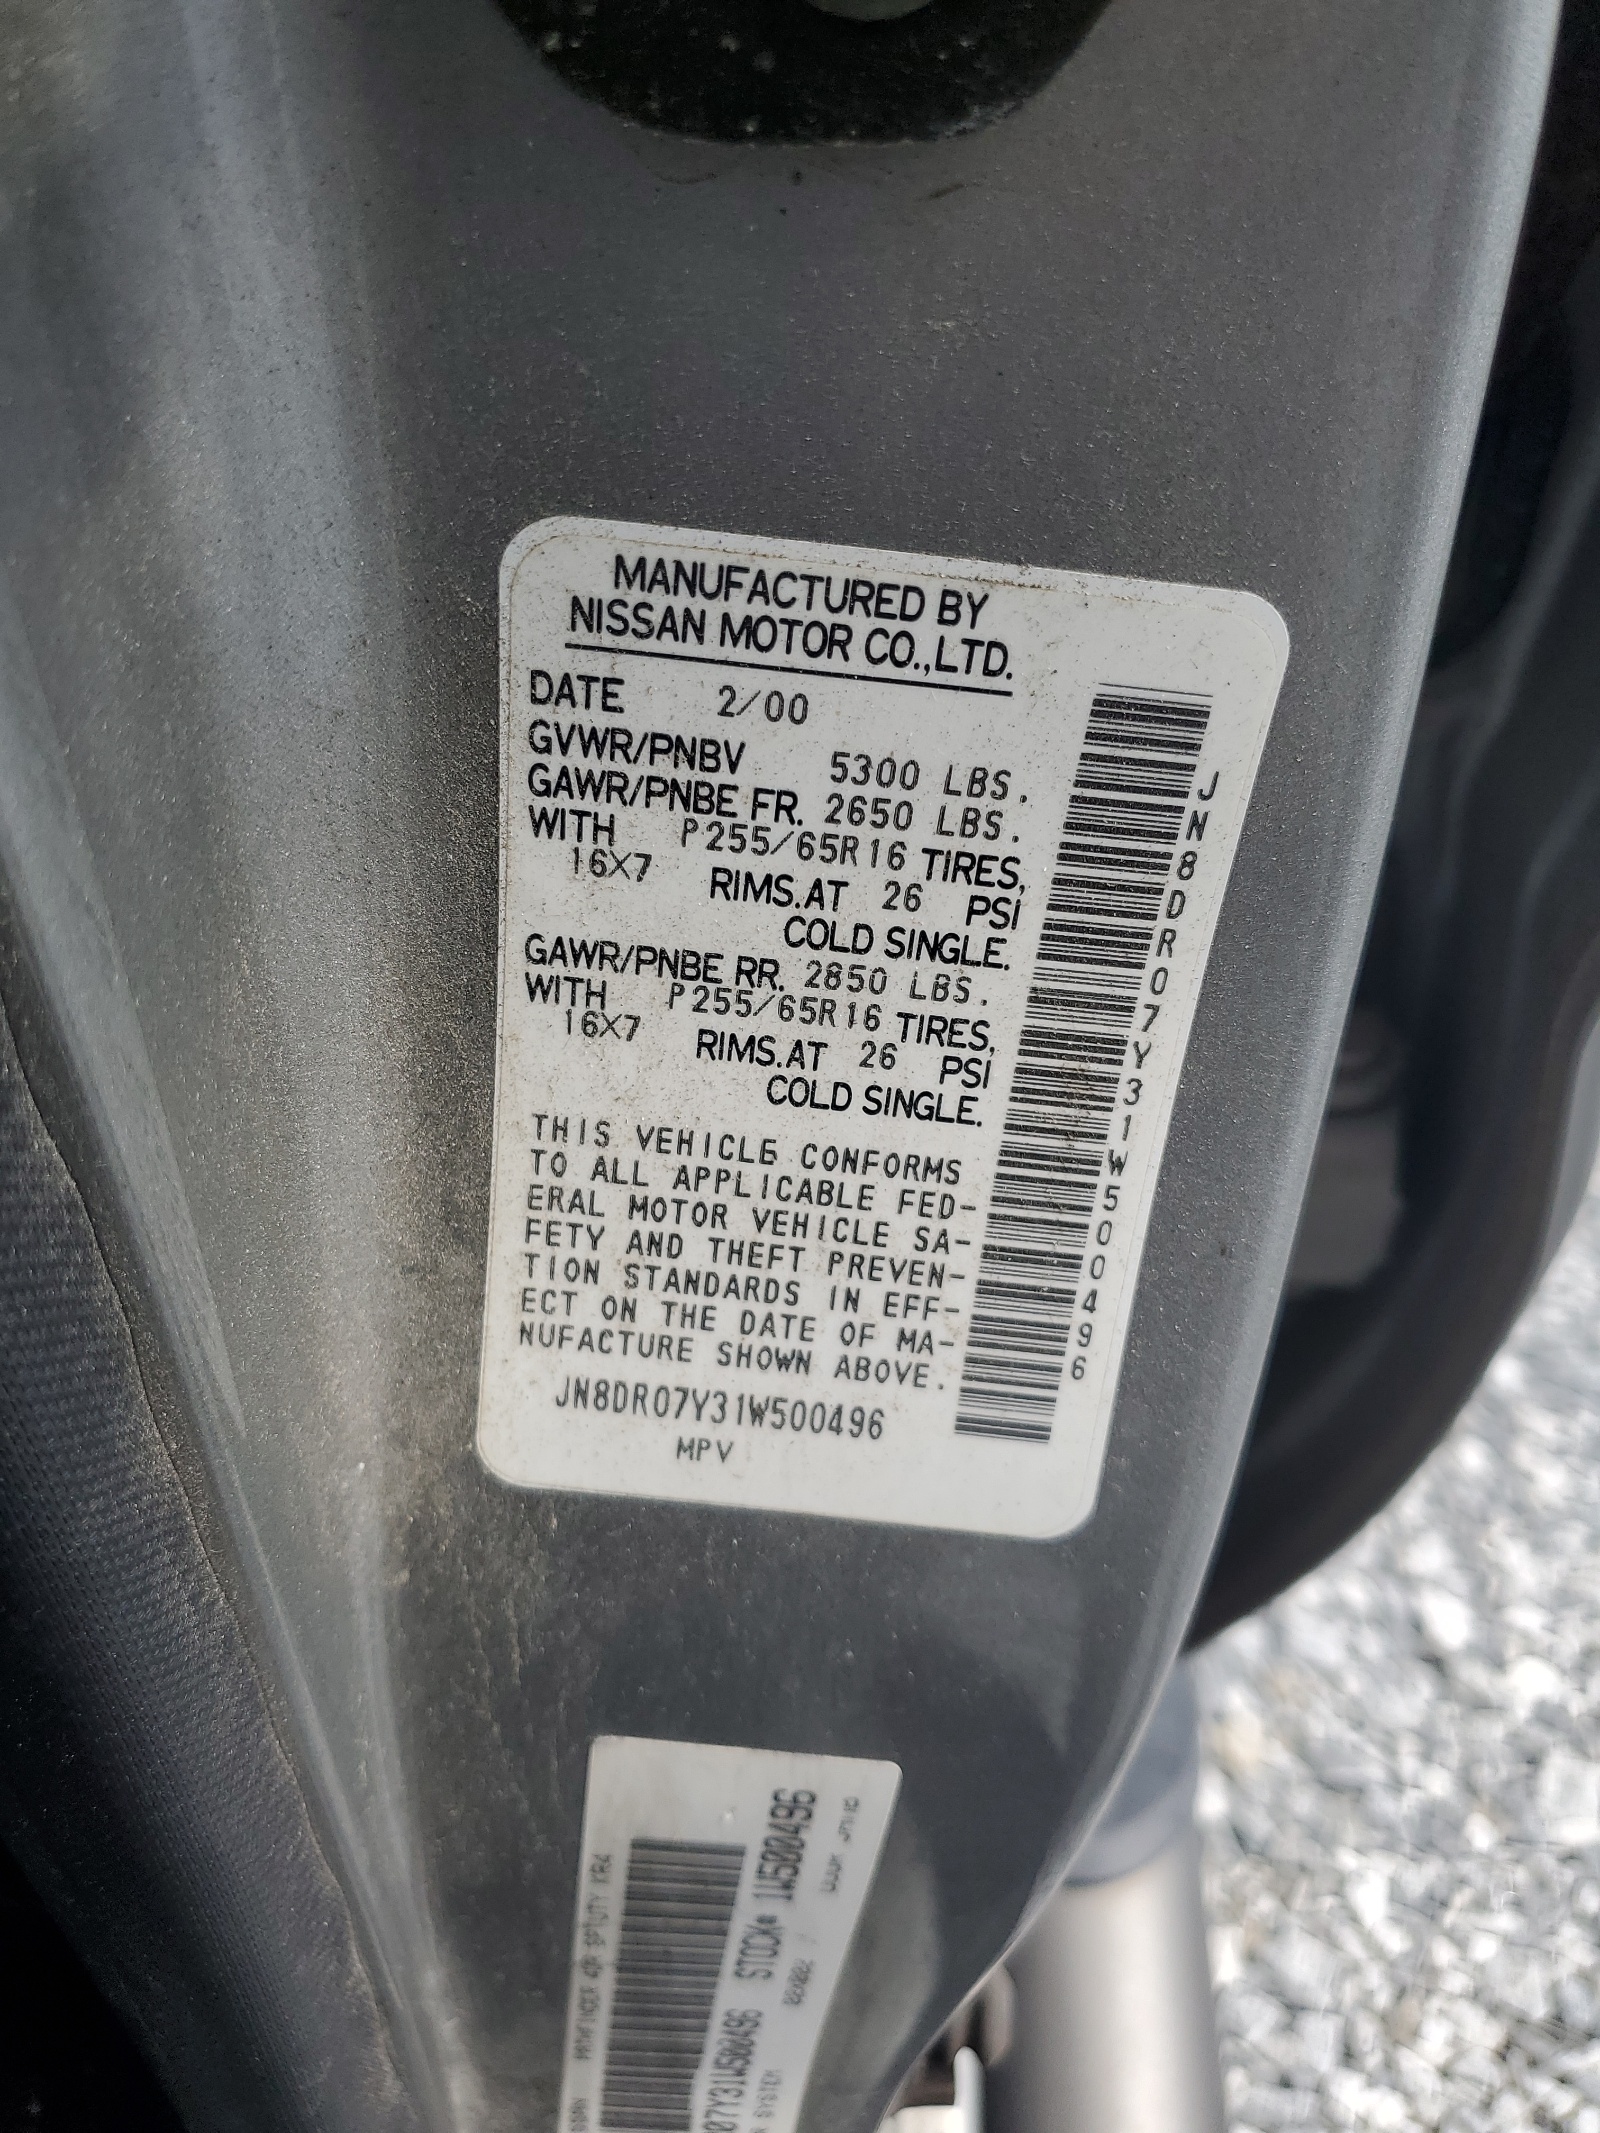 MANUFACTURED BY
NISSAN MOTOR CO.,LTD.
DATE 2/00
GVWR/PNBV 5300 LBS.
GAWR/PNBE FR. 2650 LBS.
WITH P255/65R16 TIRES,
16X7 RIMS.AT 26 PSI
COLD SINGLE.
GAWR/PNBE RR. 2850 LBS.
WITH P255/65R16 TIRES,
16X7 RIMS.AT 26 PSI
COLD SINGLE.
THIS VEHICLE CONFORMS
TO ALL APPLICABLE FED-
ERAL MOTOR VEHICLE SA-
FETY AND THEFT PREVEN-
TION STANDARDS IN EFF-
ECT ON THE DATE OF MA-
NUFACTURE SHOWN ABOVE.
JN8DR07Y31W500496
MPV
JN8DR07Y31W500496
PATHFINDER
07Y31W500496 STOCK# 1W500496
SYSTEM